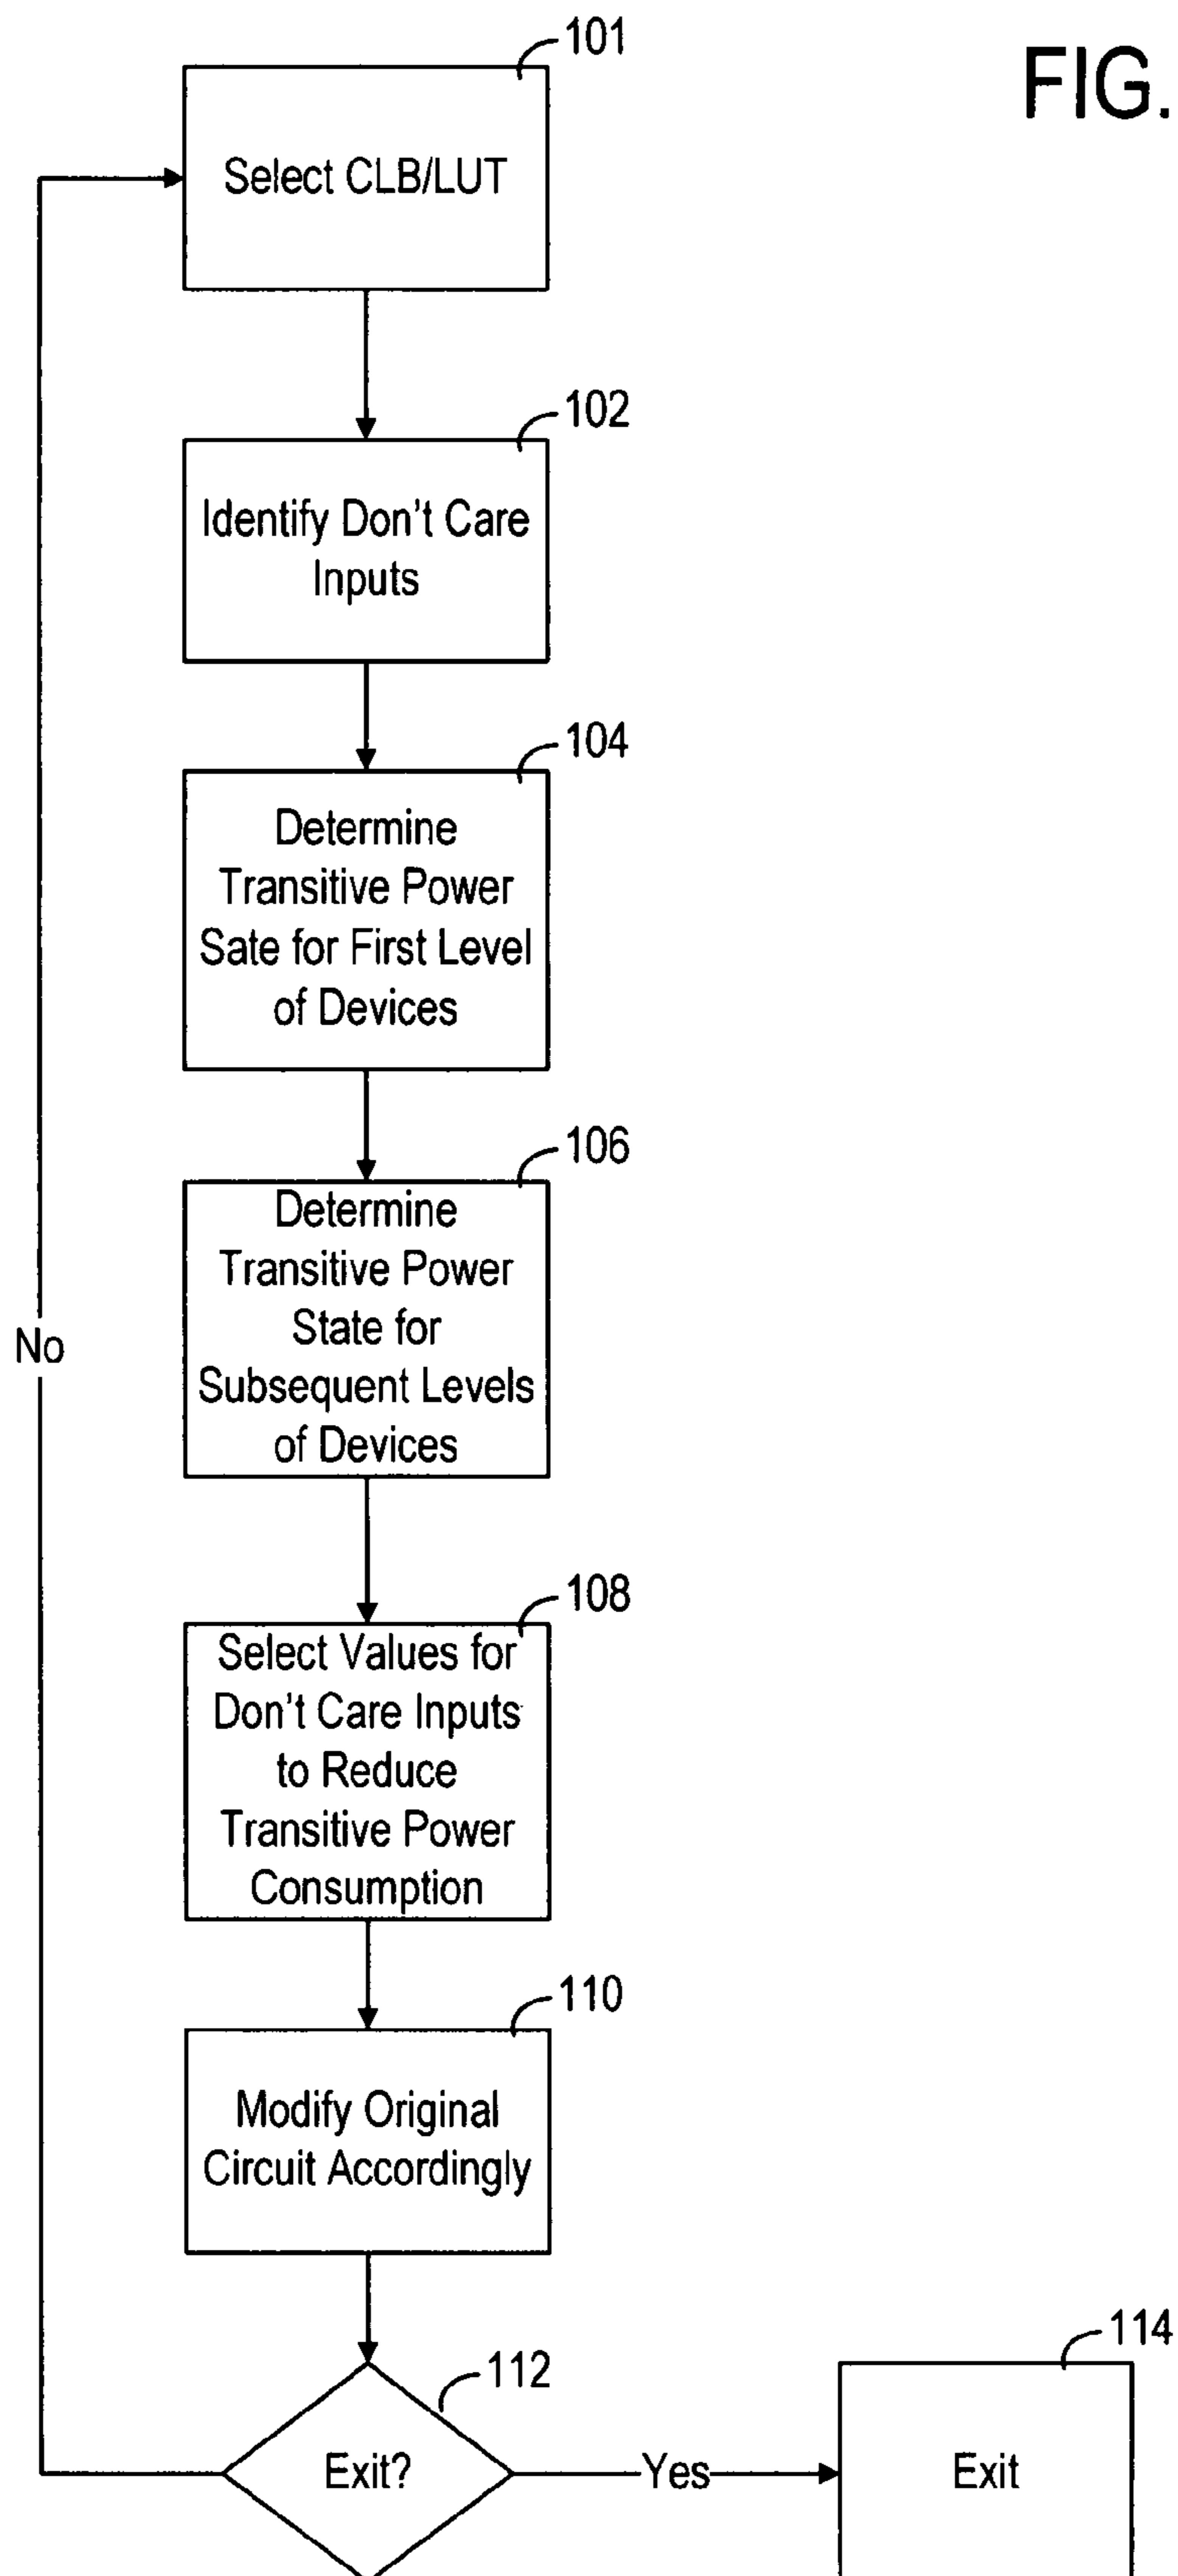 101
FIG.
Select CLB/LUT
102
Identify Don't Care
Inputs
104
Determine
Transitive Power
Sate for First Level
of Devices
106
Determine
Transitive Power
State for
Subsequent Levels
of Devices
No
108
Select Values for
Don't Care Inputs
to Reduce
Transitive Power
Consumption
110
Modify Original
Circuit Accordingly
112
114
Exit?
Yes
Exit